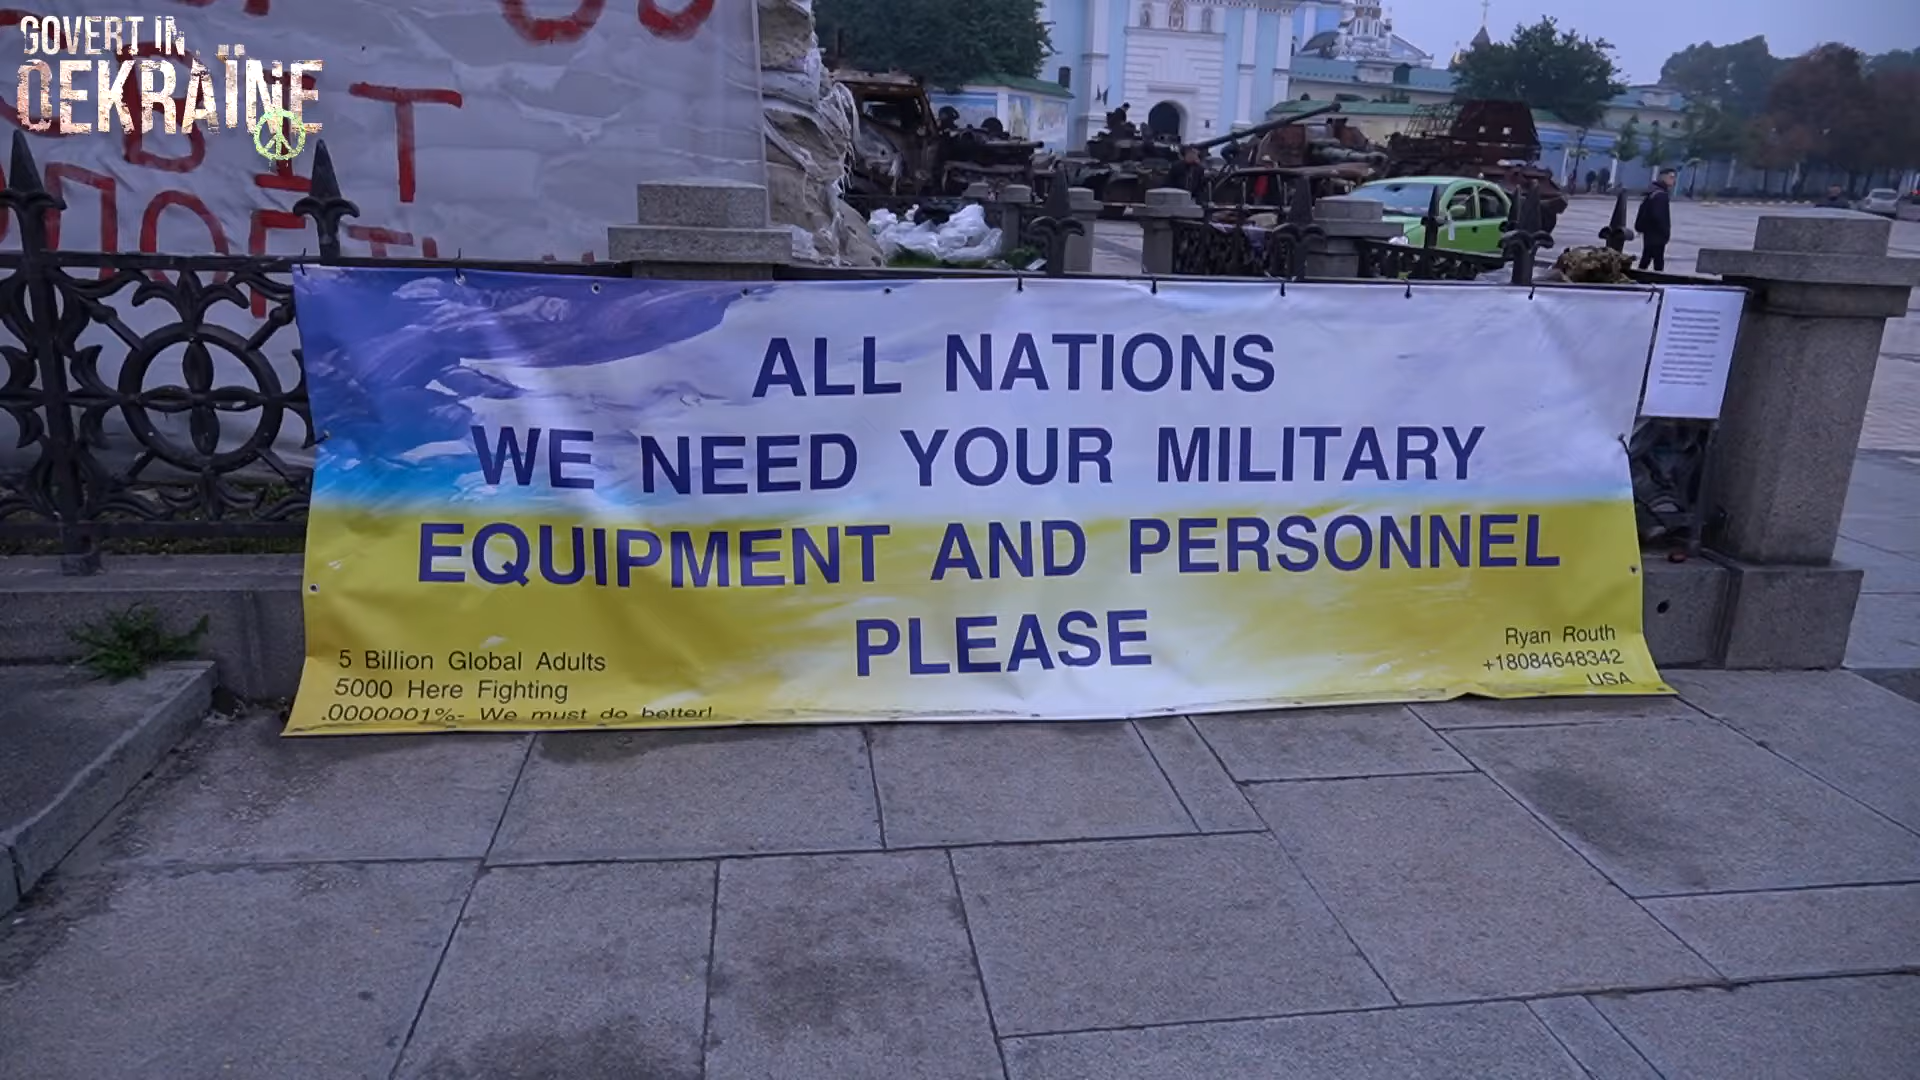 GOVERT IN
OEKRAÏNE
ALL NATIONS
WE NEED YOUR MILITARY
EQUIPMENT AND PERSONNEL
PLEASE
5 Billion Global Adults
5000 Here Fighting
.0000001%- We must do better!
Ryan Routh
+18084648342
USA